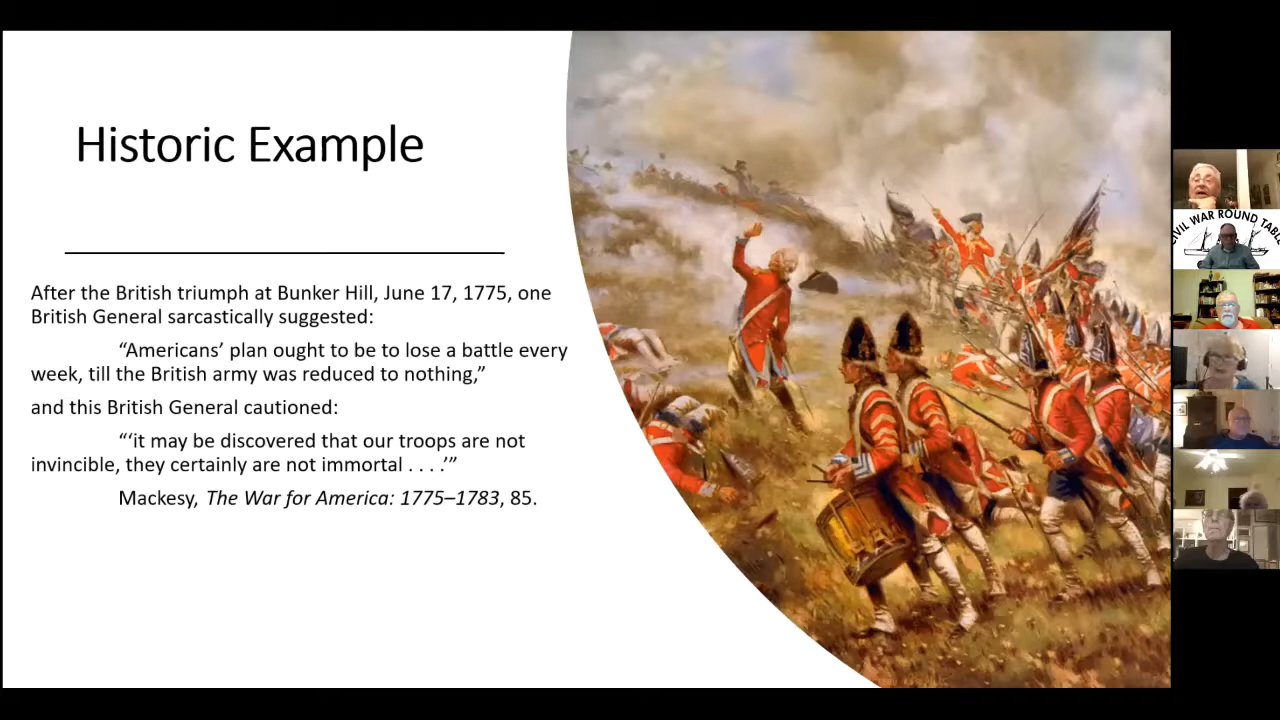 Historic Example
After the British triumph at Bunker Hill, June 17, 1775, one
British General sarcastically suggested:
“Americans’ plan ought to be to lose a battle every
week, till the British army was reduced to nothing,”
and this British General cautioned:
“‘it may be discovered that our troops are not
invincible, they certainly are not immortal . . . .’”
Mackesy, The War for America: 1775–1783, 85.
CIVIL WAR ROUND TABLE